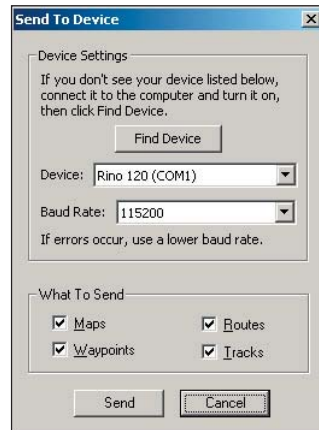 Send To Device
Device Settings
If you don't see your device listed below,
connect it to the computer and turn it on,
then click Find Device.
Find Device
Device: Rino 120 (COM1)
Baud Rate: 115200
If errors occur, use a lower baud rate.
What To Send
Maps Routes
Waypoints Tracks
Send Cancel